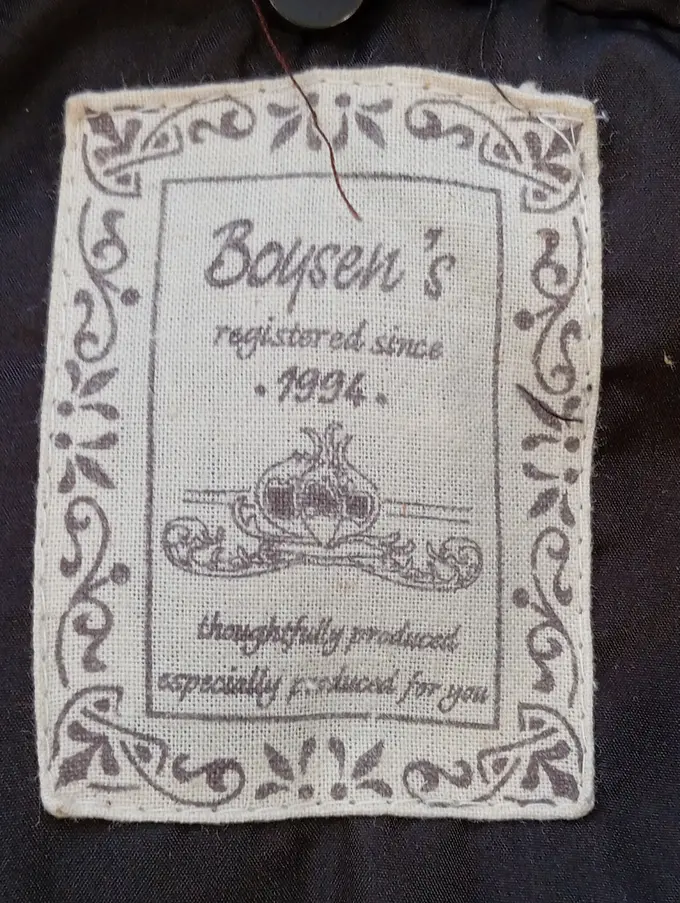 Boysen's
registered since
• 1994 •
thoughtfully produced
especially produced for you